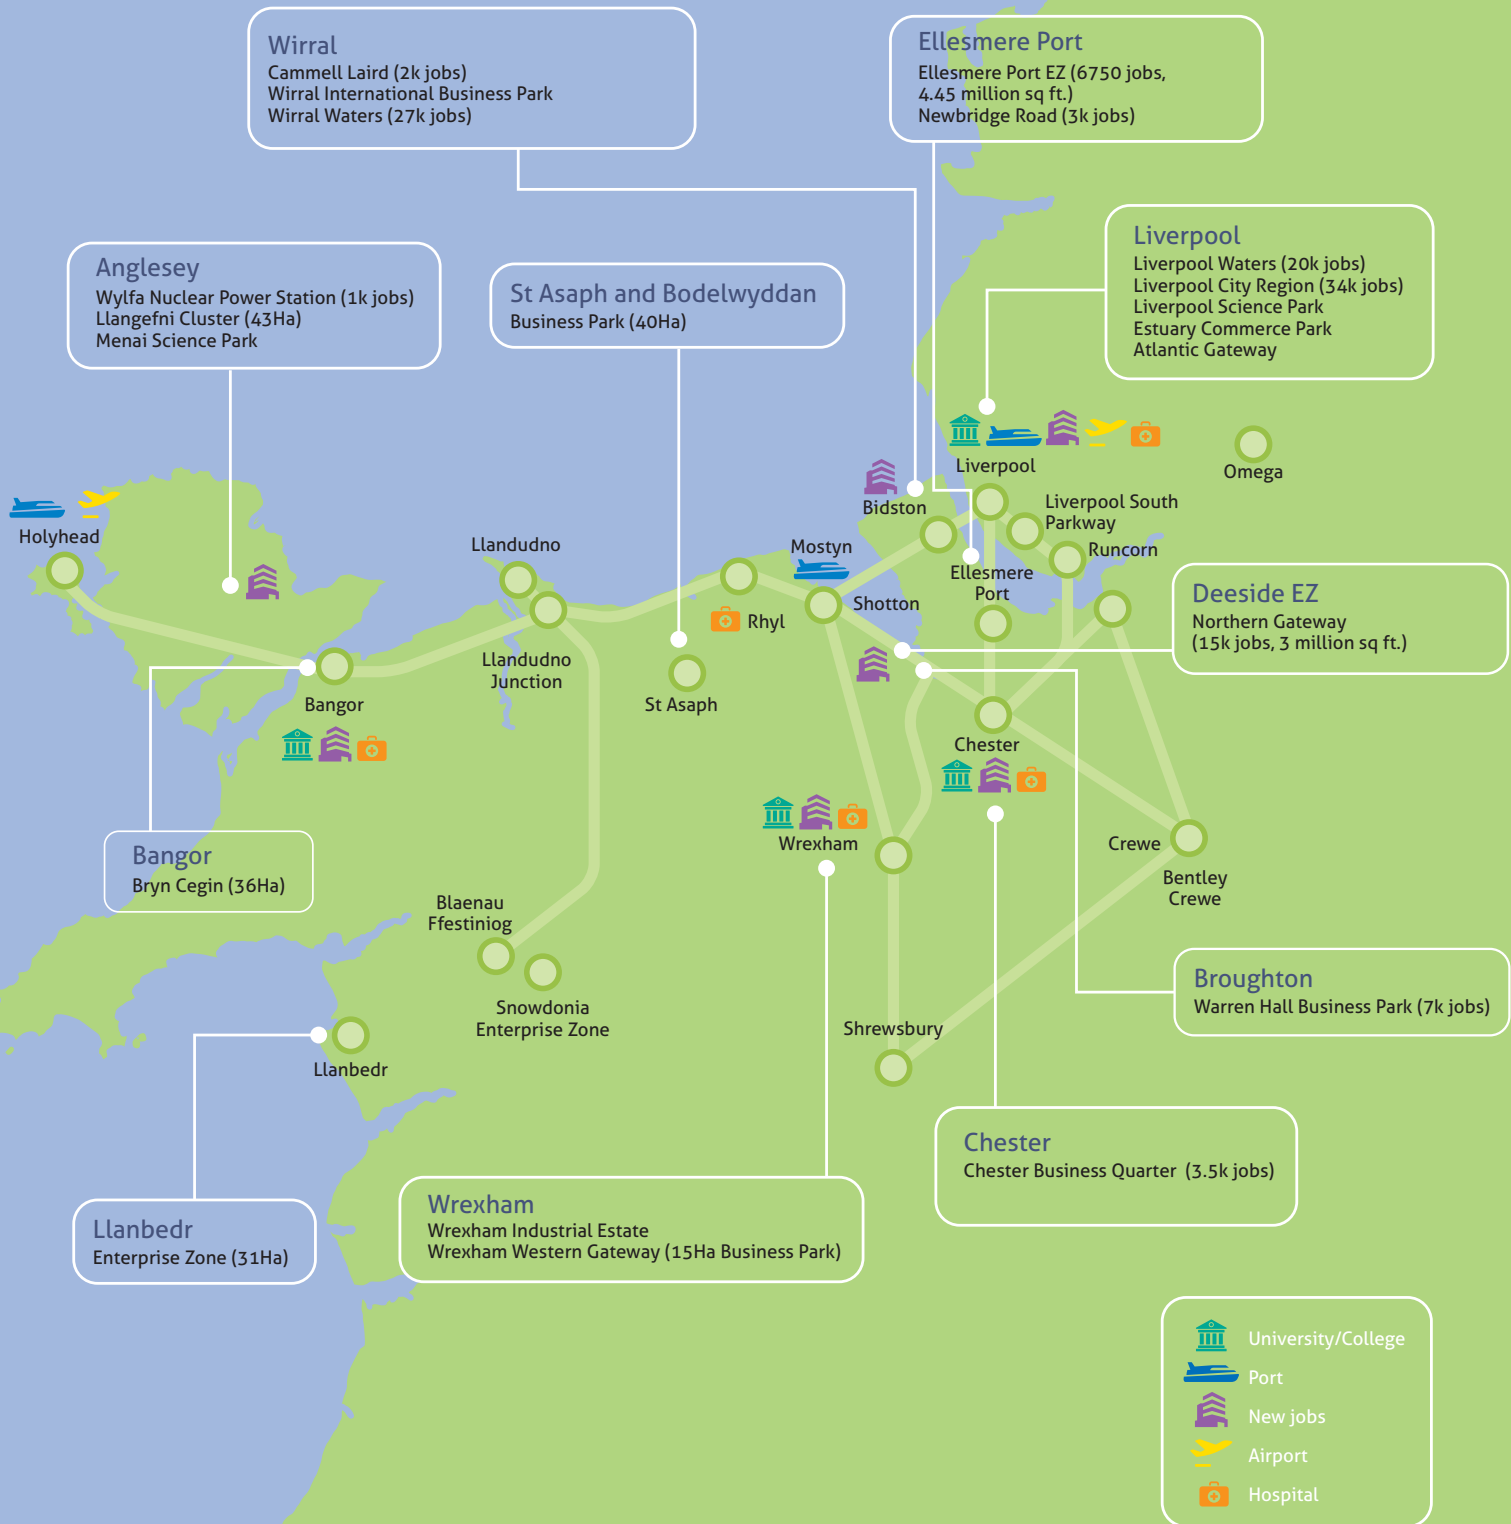 Wirral
Cammell Laird (2k jobs)
Wirral International Business Park
Wirral Waters (27k jobs)
Ellesmere Port
Ellesmere Port EZ (6750 jobs,
4.45 million sq ft.)
Newbridge Road (3k jobs)
Anglesey
Wylfa Nuclear Power Station (1k jobs)
Llangefni Cluster (43Ha)
Menai Science Park
St Asaph and Bodelwyddan
Business Park (40Ha)
Liverpool
Liverpool Waters (20k jobs)
Liverpool City Region (34k jobs)
Liverpool Science Park
Estuary Commerce Park
Atlantic Gateway
Liverpool
Omega
Bidston
Liverpool South
Parkway
Holyhead
Llandudno
Mostyn
Runcorn
Ellesmere
Port
Shotton
Rhyl
Deeside EZ
Northern Gateway
(15k jobs, 3 million sq ft.)
Llandudno
Junction
Bangor
St Asaph
Chester
Wrexham
Crewe
Bentley
Crewe
Bangor
Bryn Cegin (36Ha)
Blaenau
Ffestiniog
Snowdonia
Enterprise Zone
Broughton
Warren Hall Business Park (7k jobs)
Shrewsbury
Llanbedr
Chester
Chester Business Quarter (3.5k jobs)
Llanbedr
Enterprise Zone (31Ha)
Wrexham
Wrexham Industrial Estate
Wrexham Western Gateway (15Ha Business Park)
University/College
Port
New jobs
Airport
Hospital